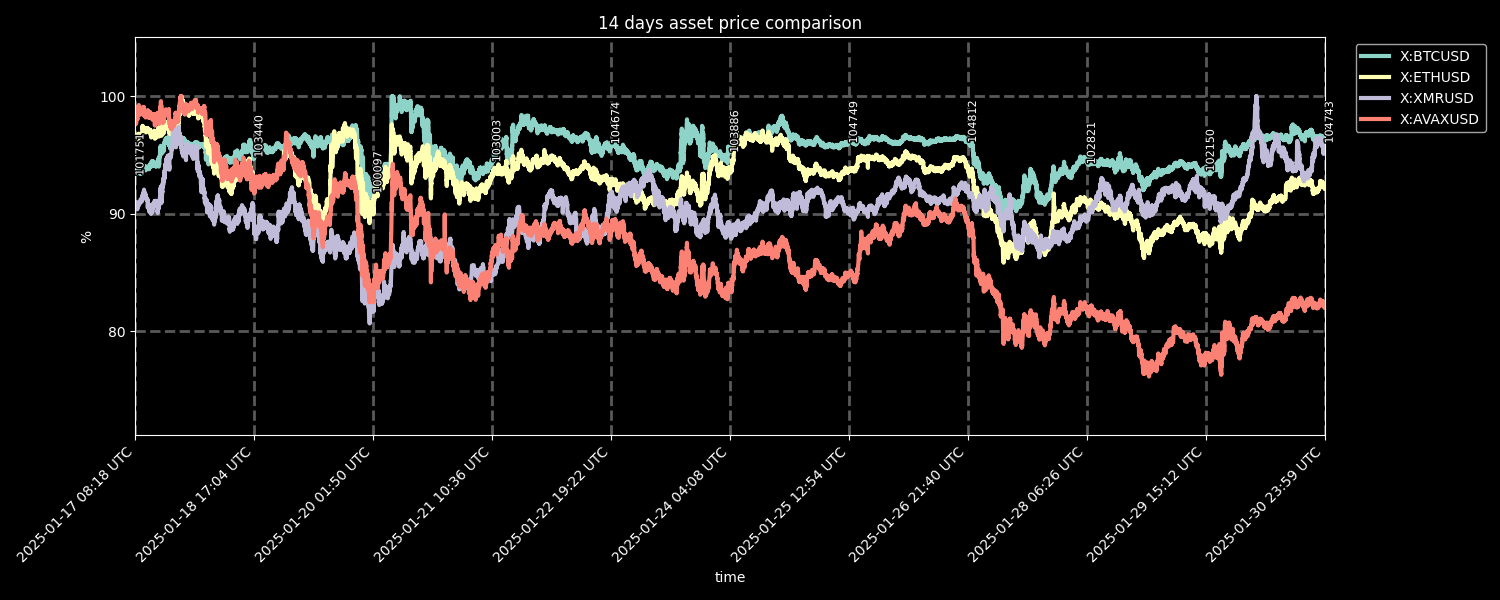 14 days asset price comparison
X:BTCUSD
X:ETHUSD
X:XMRUSD
X:AVAXUSD
100
90
80
%
101759
103440
100097
103003
104674
103886
104749
104812
102821
102150
104743
2025-01-17 08:18 UTC
2025-01-18 17:04 UTC
2025-01-20 01:50 UTC
2025-01-21 10:36 UTC
2025-01-22 19:22 UTC
2025-01-24 04:08 UTC
2025-01-25 12:54 UTC
2025-01-26 21:40 UTC
2025-01-28 06:26 UTC
2025-01-29 15:12 UTC
2025-01-30 23:59 UTC
time